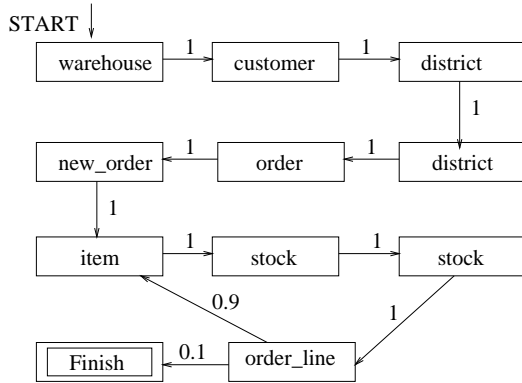 START
1 1
warehouse customer district
1
1 1
new_order order district
1
1 1
item stock stock
0.9 1
0.1
Finish order_line